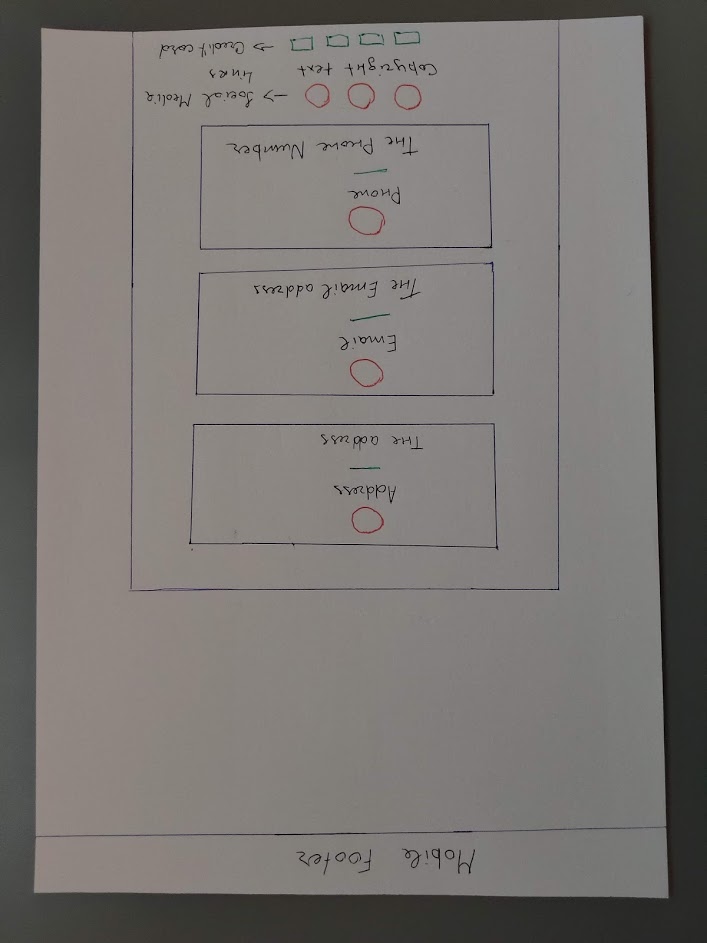 Mobile Footer
Address
The address
Email
The Email address
Phone
The Phone Number
→ Social Media
Links
Copyright text
→ Credit card